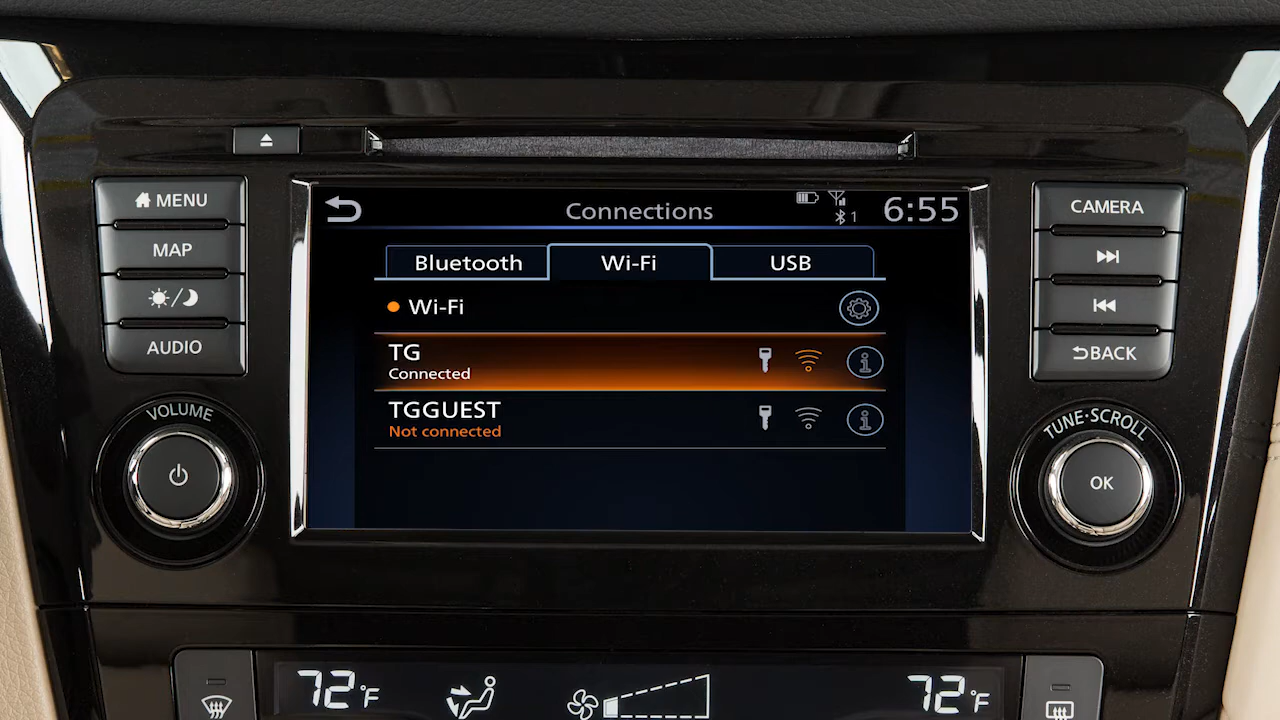 MENU
MAP
AUDIO
VOLUME
Connections
1
6:55
Bluetooth
Wi-Fi
USB
Wi-Fi
TG
Connected
TGGUEST
Not connected
CAMERA
BACK
TUNE·SCROLL
OK
72°F
72°F